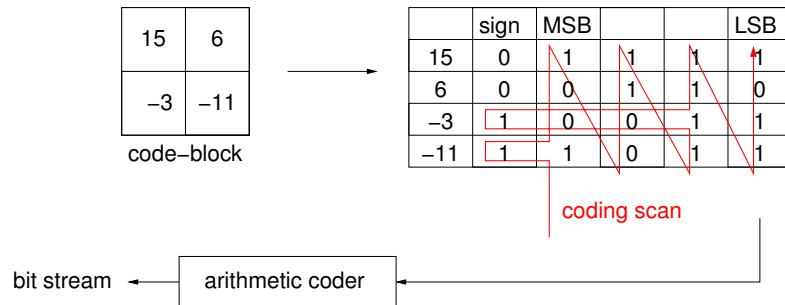 15 6
−3 −11
code−block
sign MSB LSB
15 0 1 1 1 1
6 0 0 1 1 0
−3 1 0 0 1 1
−11 1 1 0 1 1
coding scan
bit stream
arithmetic coder